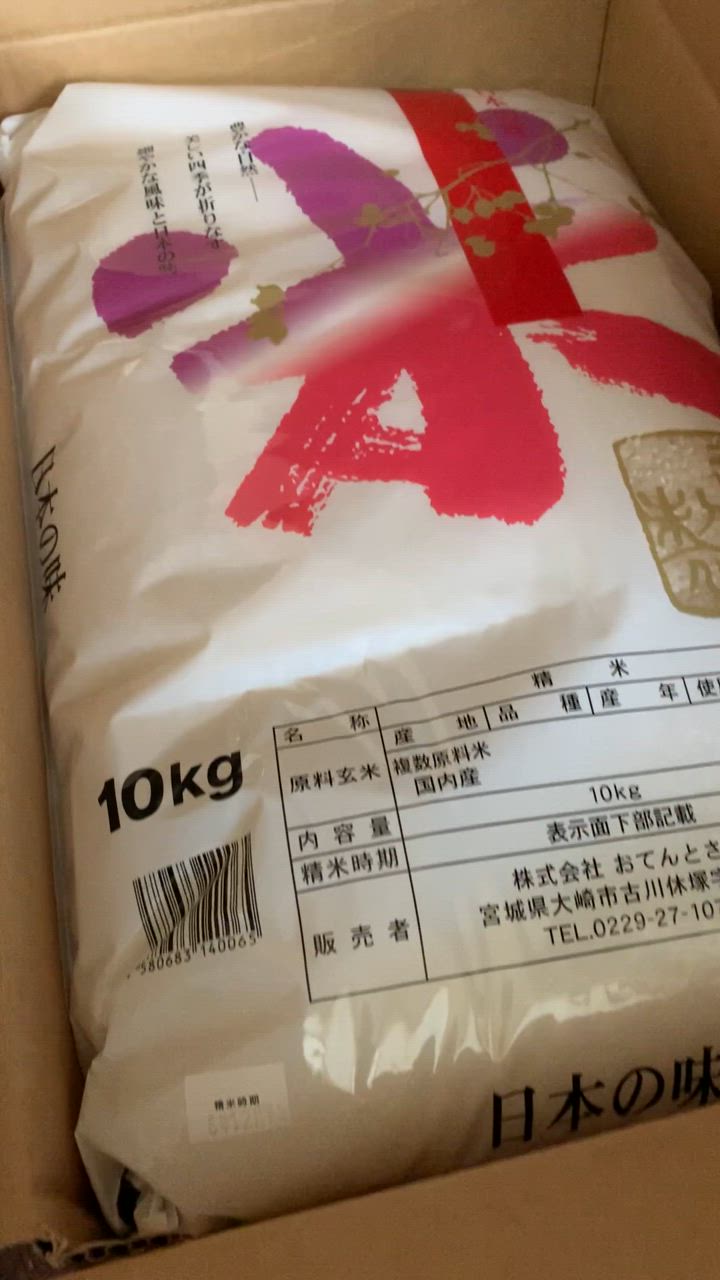 豊かな自然——
美しい四季が折りなす
穏やかな風味と日本の味
米
日本の味
精米
名称 産地 品種 産年
原料玄米 複数原料米
国内産
内容量 10kg
精米時期 表示面下部記載
販売者 株式会社 おてんとさ
宮城県大崎市古川休塚字
TEL.0229-27-10
10kg
580683 140065
精米時期
日本の味